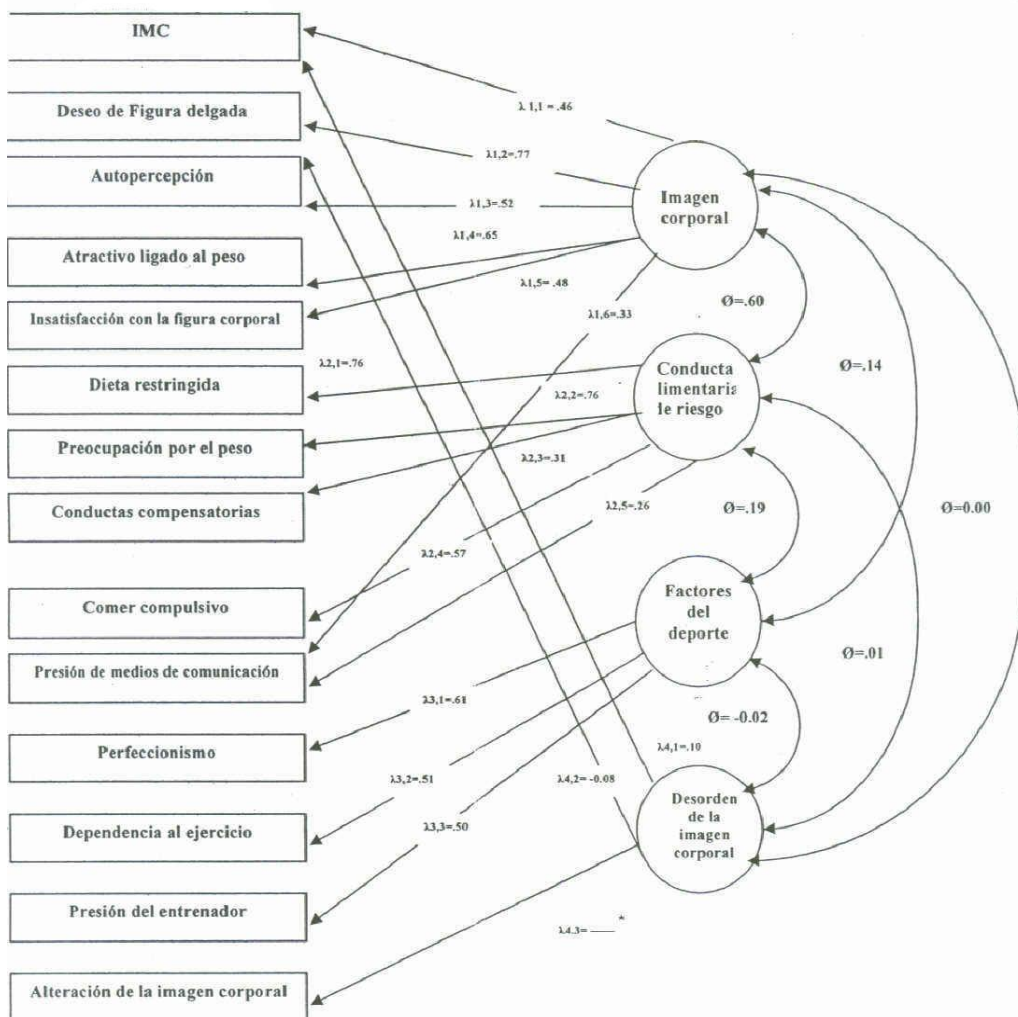 IMC
λ 1,1 = .46
Deseo de Figura delgada
λ1,2=.77
Autopercepción
λ1,3=.52
Imagen
corporal
λ1,4=.65
Atractivo ligado al peso
λ1,5= .48
Insatisfacción con la figura corporal
λ1,6=.33
Ø=.60
λ2,1=.76
Dieta restringida
λ2,2=.76
Conducta
limentaria
le riesgo
Ø=.14
Preocupación por el peso
λ2,3=.31
Conductas compensatorias
λ2,5=.26
Ø=.19
Ø=0.00
λ2,4=.57
Comer compulsivo
Factores
del
deporte
Presión de medios de comunicación
Ø=.01
λ3,1=.61
Perfeccionismo
Ø= -0.02
λ4,1=.10
λ3,2=.51
λ4,2= -0.08
Dependencia al ejercicio
λ3,3=.50
Desorden
de la
imagen
corporal
Presión del entrenador
λ4.3= ____ *
Alteración de la imagen corporal